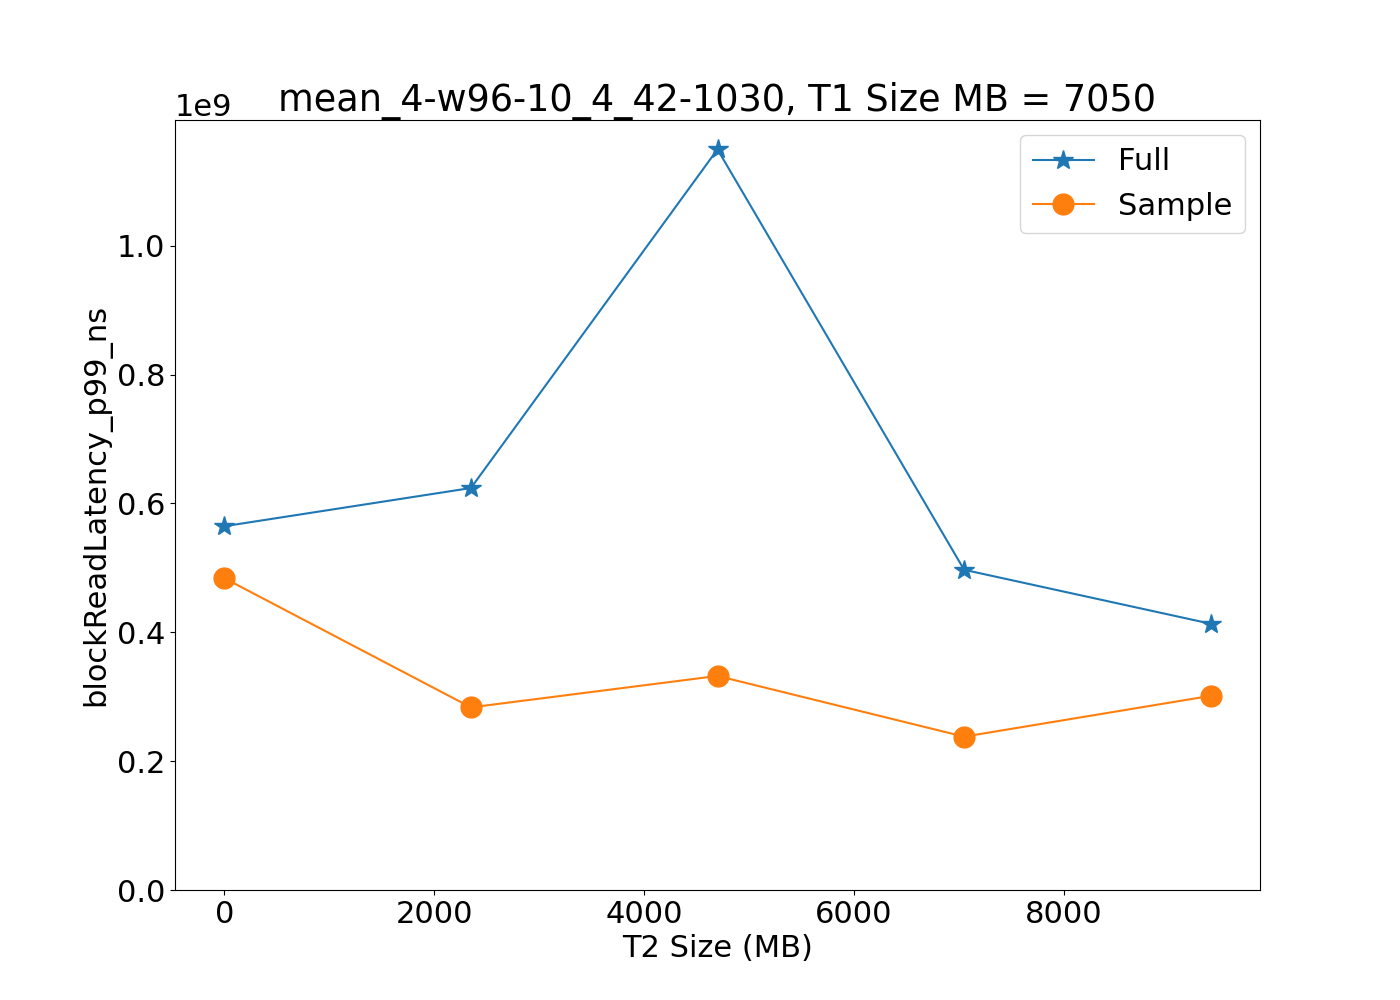 mean_4-w96-10_4_42-1030, T1 Size MB = 7050
1e9
Full
Sample
1.0
0.8
0.6
0.4
0.2
0.0
blockReadLatency_p99_ns
0 2000 4000 6000 8000
T2 Size (MB)